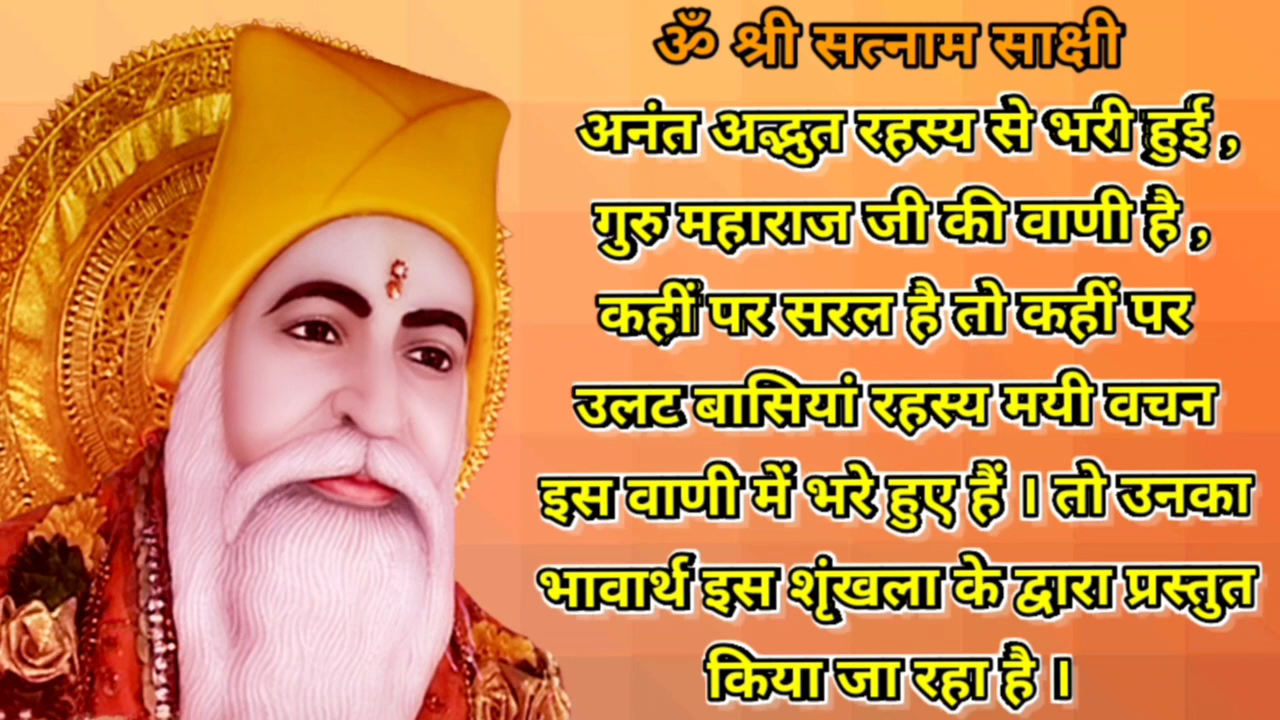 ॐ श्री सत्नाम साक्षी
अनंत अद्भुत रहस्य से भरी हुई ,
गुरु महाराज जी की वाणी है ,
कहीं पर सरल है तो कहीं पर
उलट बासियां रहस्य मयी वचन
इस वाणी में भरे हुए हैं । तो उनका
भावार्थ इस शृंखला के द्वारा प्रस्तुत
किया जा रहा है ।